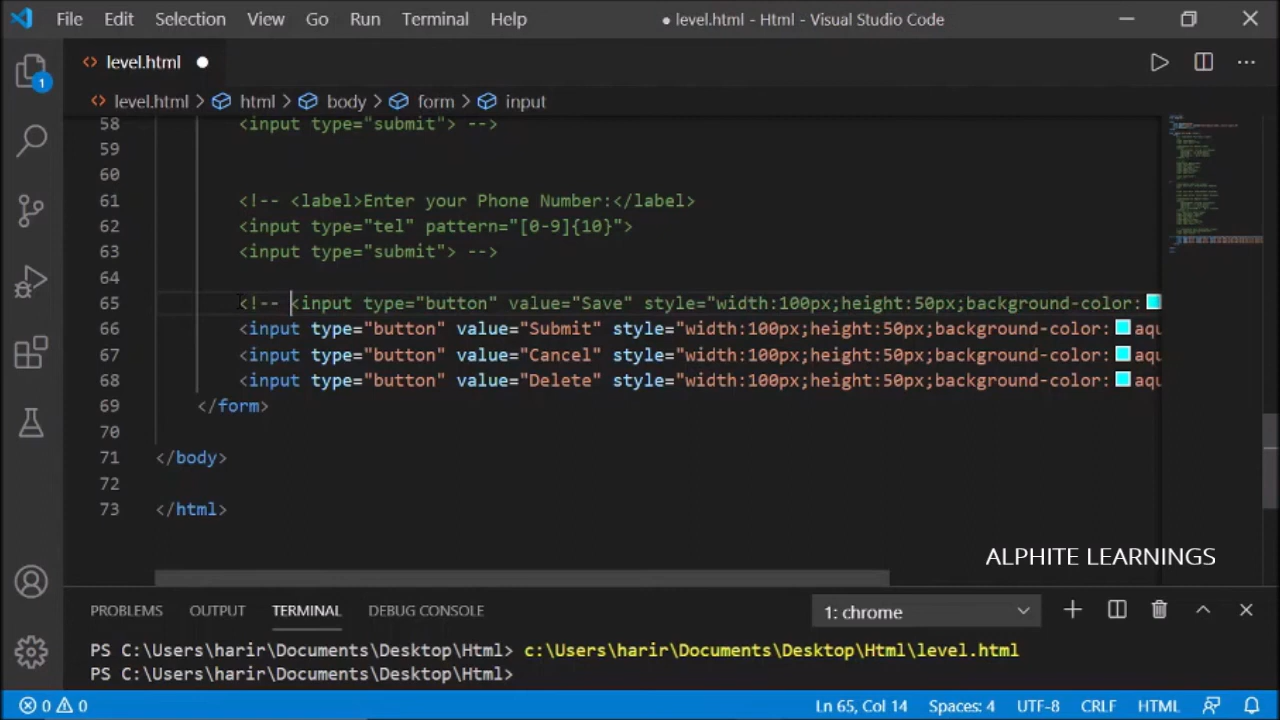 File Edit Selection View Go Run Terminal Help ● level.html - Html - Visual Studio Code
level.html
level.html > html > body > form > input
58 <input type="submit"> -->
59
60
61 <!-- <label>Enter your Phone Number:</label>
62 <input type="tel" pattern="[0-9]{10}">
63 <input type="submit"> -->
64
65 <!-- <input type="button" value="Save" style="width:100px;height:50px;background-color:
66 <input type="button" value="Submit" style="width:100px;height:50px;background-color: aqu
67 <input type="button" value="Cancel" style="width:100px;height:50px;background-color: aqu
68 <input type="button" value="Delete" style="width:100px;height:50px;background-color: aqu
69 </form>
70
71 </body>
72
73 </html>
ALPHITE LEARNINGS
PROBLEMS OUTPUT TERMINAL DEBUG CONSOLE 1: chrome
PS C:\Users\harir\Documents\Desktop\Html> c:\Users\harir\Documents\Desktop\Html\level.html
PS C:\Users\harir\Documents\Desktop\Html>
0 0 Ln 65, Col 14 Spaces: 4 UTF-8 CRLF HTML
1